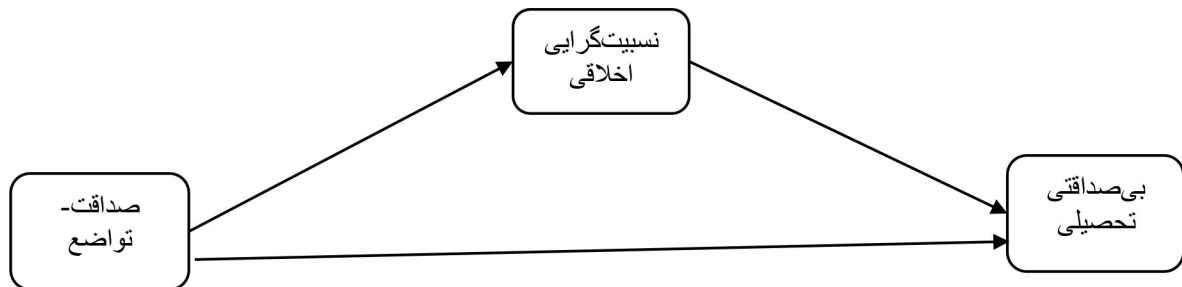 نسبیت‌گرایی
اخلاقی
صداقت-
تواضع
بی‌صداقتی
تحصیلی